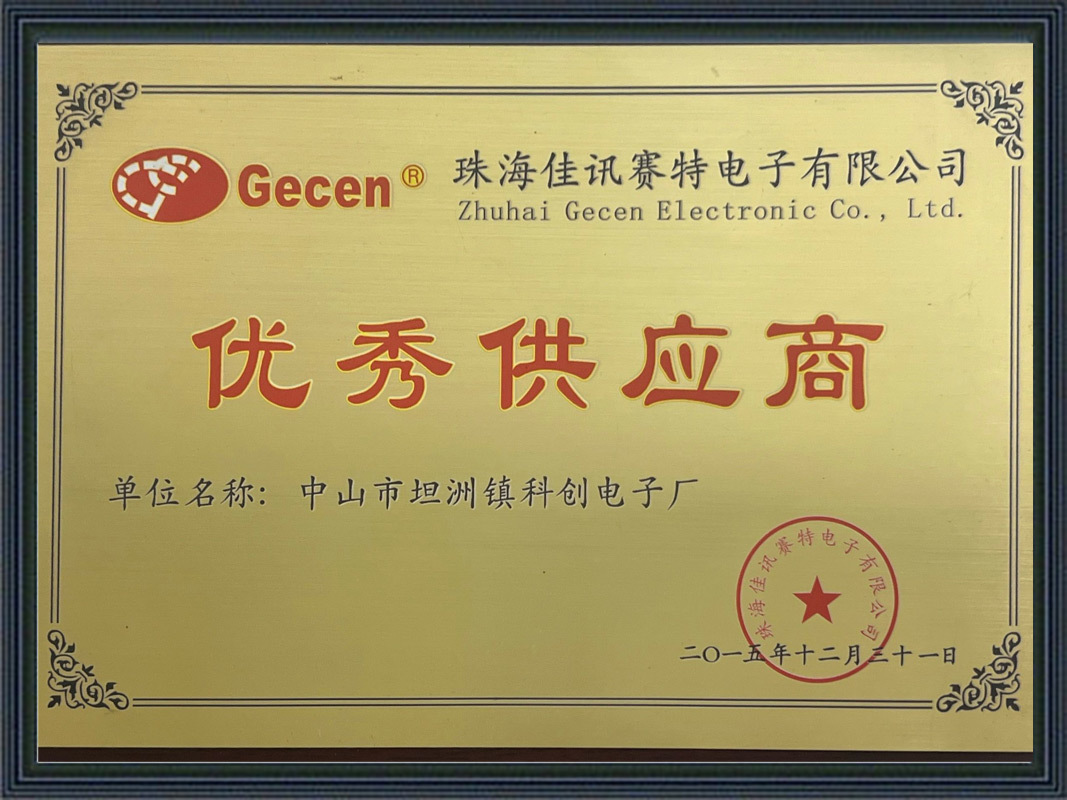 Gecen®
珠海佳讯赛特电子有限公司
Zhuhai Gecen Electronic Co., Ltd.
优秀供应商
单位名称: 中山市坦洲镇科创电子厂
珠海佳讯赛特电子有限公司
二〇一五年十二月三十一日